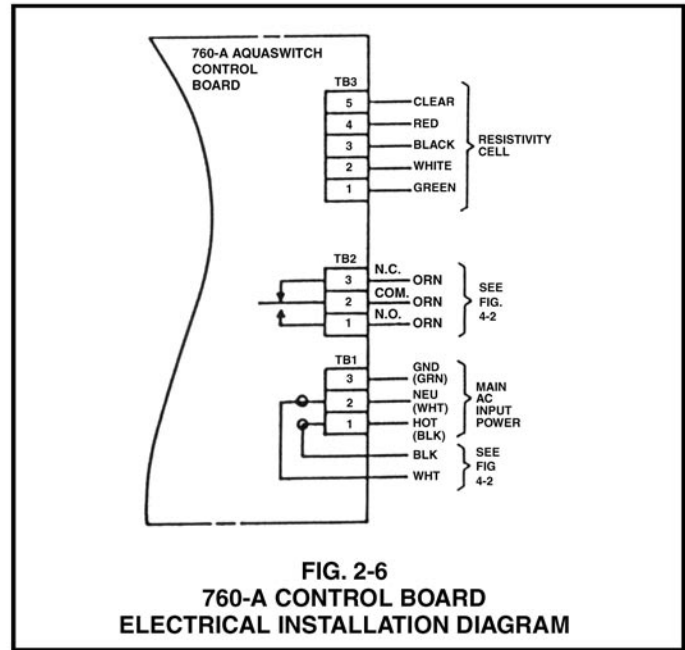 760-A AQUASWITCH
CONTROL
BOARD
TB3
5 CLEAR
4 RED
3 BLACK
2 WHITE
1 GREEN
RESISTIVITY
CELL
TB2
3 N.C. ORN
2 COM. ORN
1 N.O. ORN
SEE
FIG.
4-2
TB1
3 GND
(GRN)
2 NEU
(WHT)
1 HOT
(BLK)
MAIN
AC
INPUT
POWER
BLK
WHT
SEE
FIG
4-2
FIG. 2-6
760-A CONTROL BOARD
ELECTRICAL INSTALLATION DIAGRAM